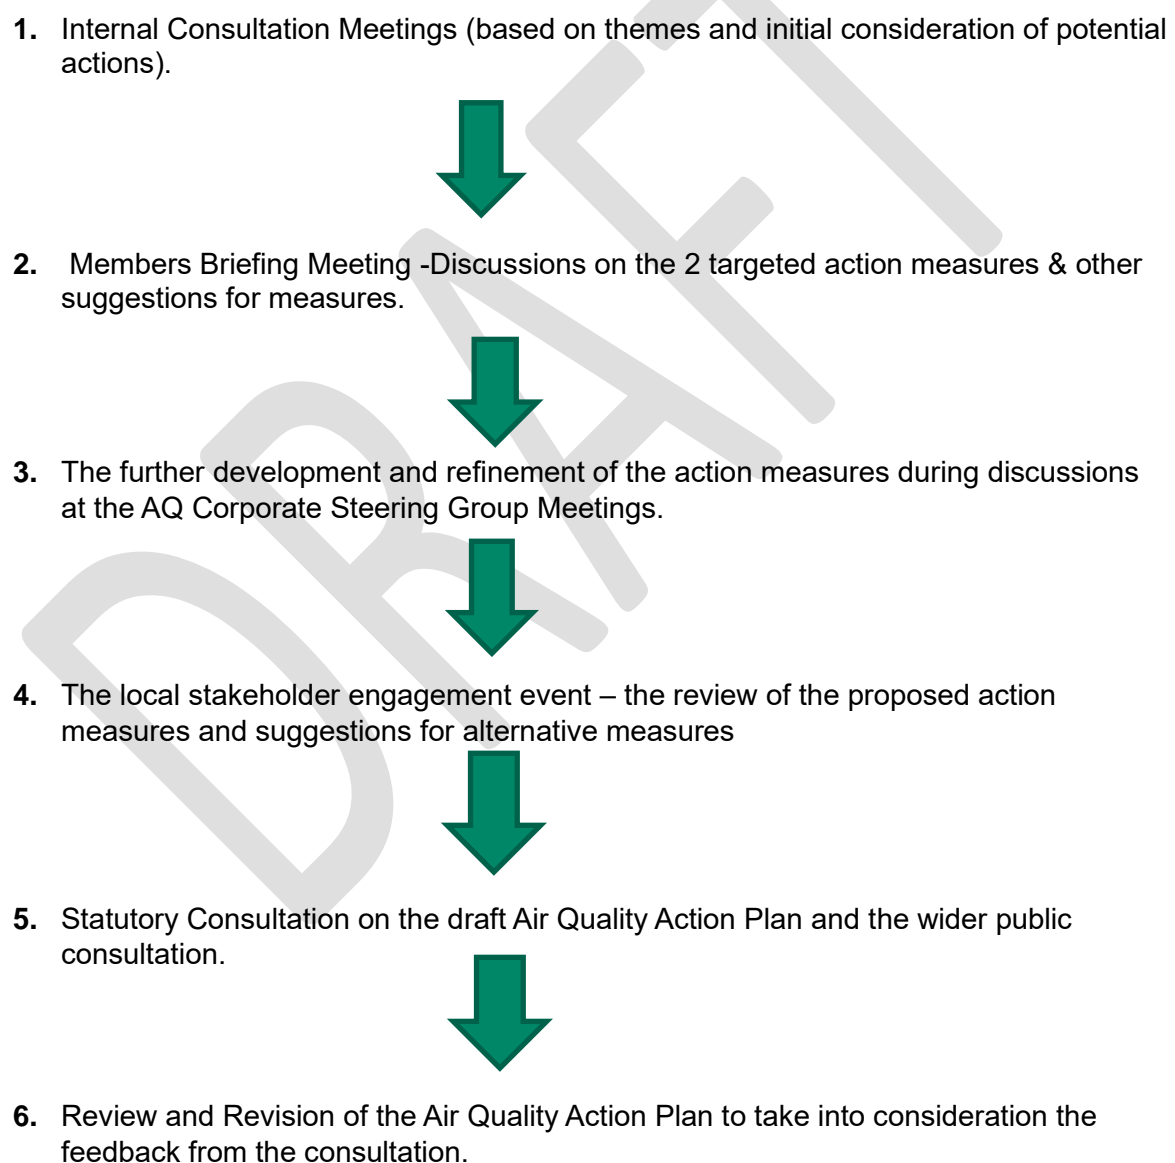 1. Internal Consultation Meetings (based on themes and initial consideration of potential
actions).
2. Members Briefing Meeting -Discussions on the 2 targeted action measures & other
suggestions for measures.
3. The further development and refinement of the action measures during discussions
at the AQ Corporate Steering Group Meetings.
4. The local stakeholder engagement event – the review of the proposed action
measures and suggestions for alternative measures
5. Statutory Consultation on the draft Air Quality Action Plan and the wider public
consultation.
6. Review and Revision of the Air Quality Action Plan to take into consideration the
feedback from the consultation.
DRAFT